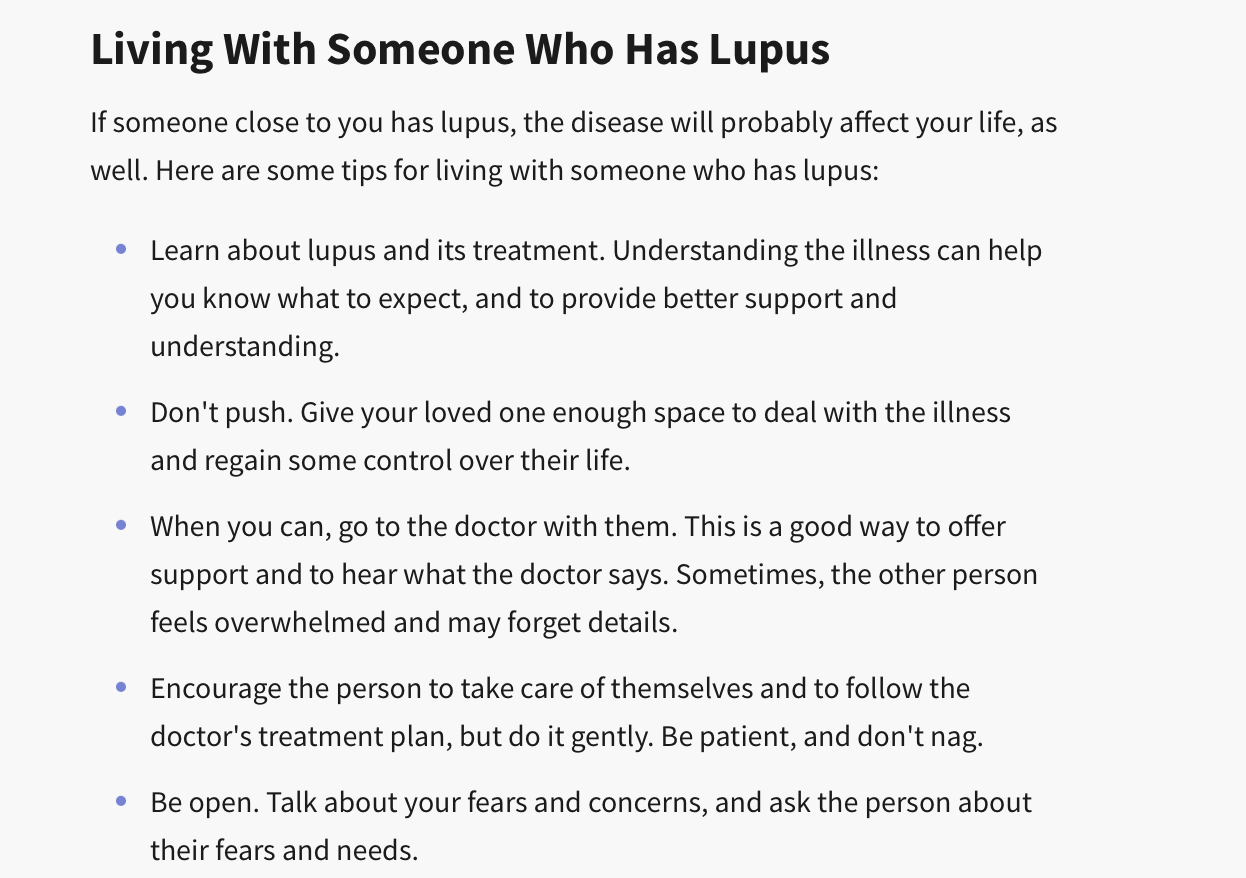 Living With Someone Who Has Lupus
If someone close to you has lupus, the disease will probably affect your life, as
well. Here are some tips for living with someone who has lupus:
Learn about lupus and its treatment. Understanding the illness can help
you know what to expect, and to provide better support and
understanding.
Don't push. Give your loved one enough space to deal with the illness
and regain some control over their life.
When you can, go to the doctor with them. This is a good way to offer
support and to hear what the doctor says. Sometimes, the other person
feels overwhelmed and may forget details.
Encourage the person to take care of themselves and to follow the
doctor's treatment plan, but do it gently. Be patient, and don't nag.
Be open. Talk about your fears and concerns, and ask the person about
their fears and needs.